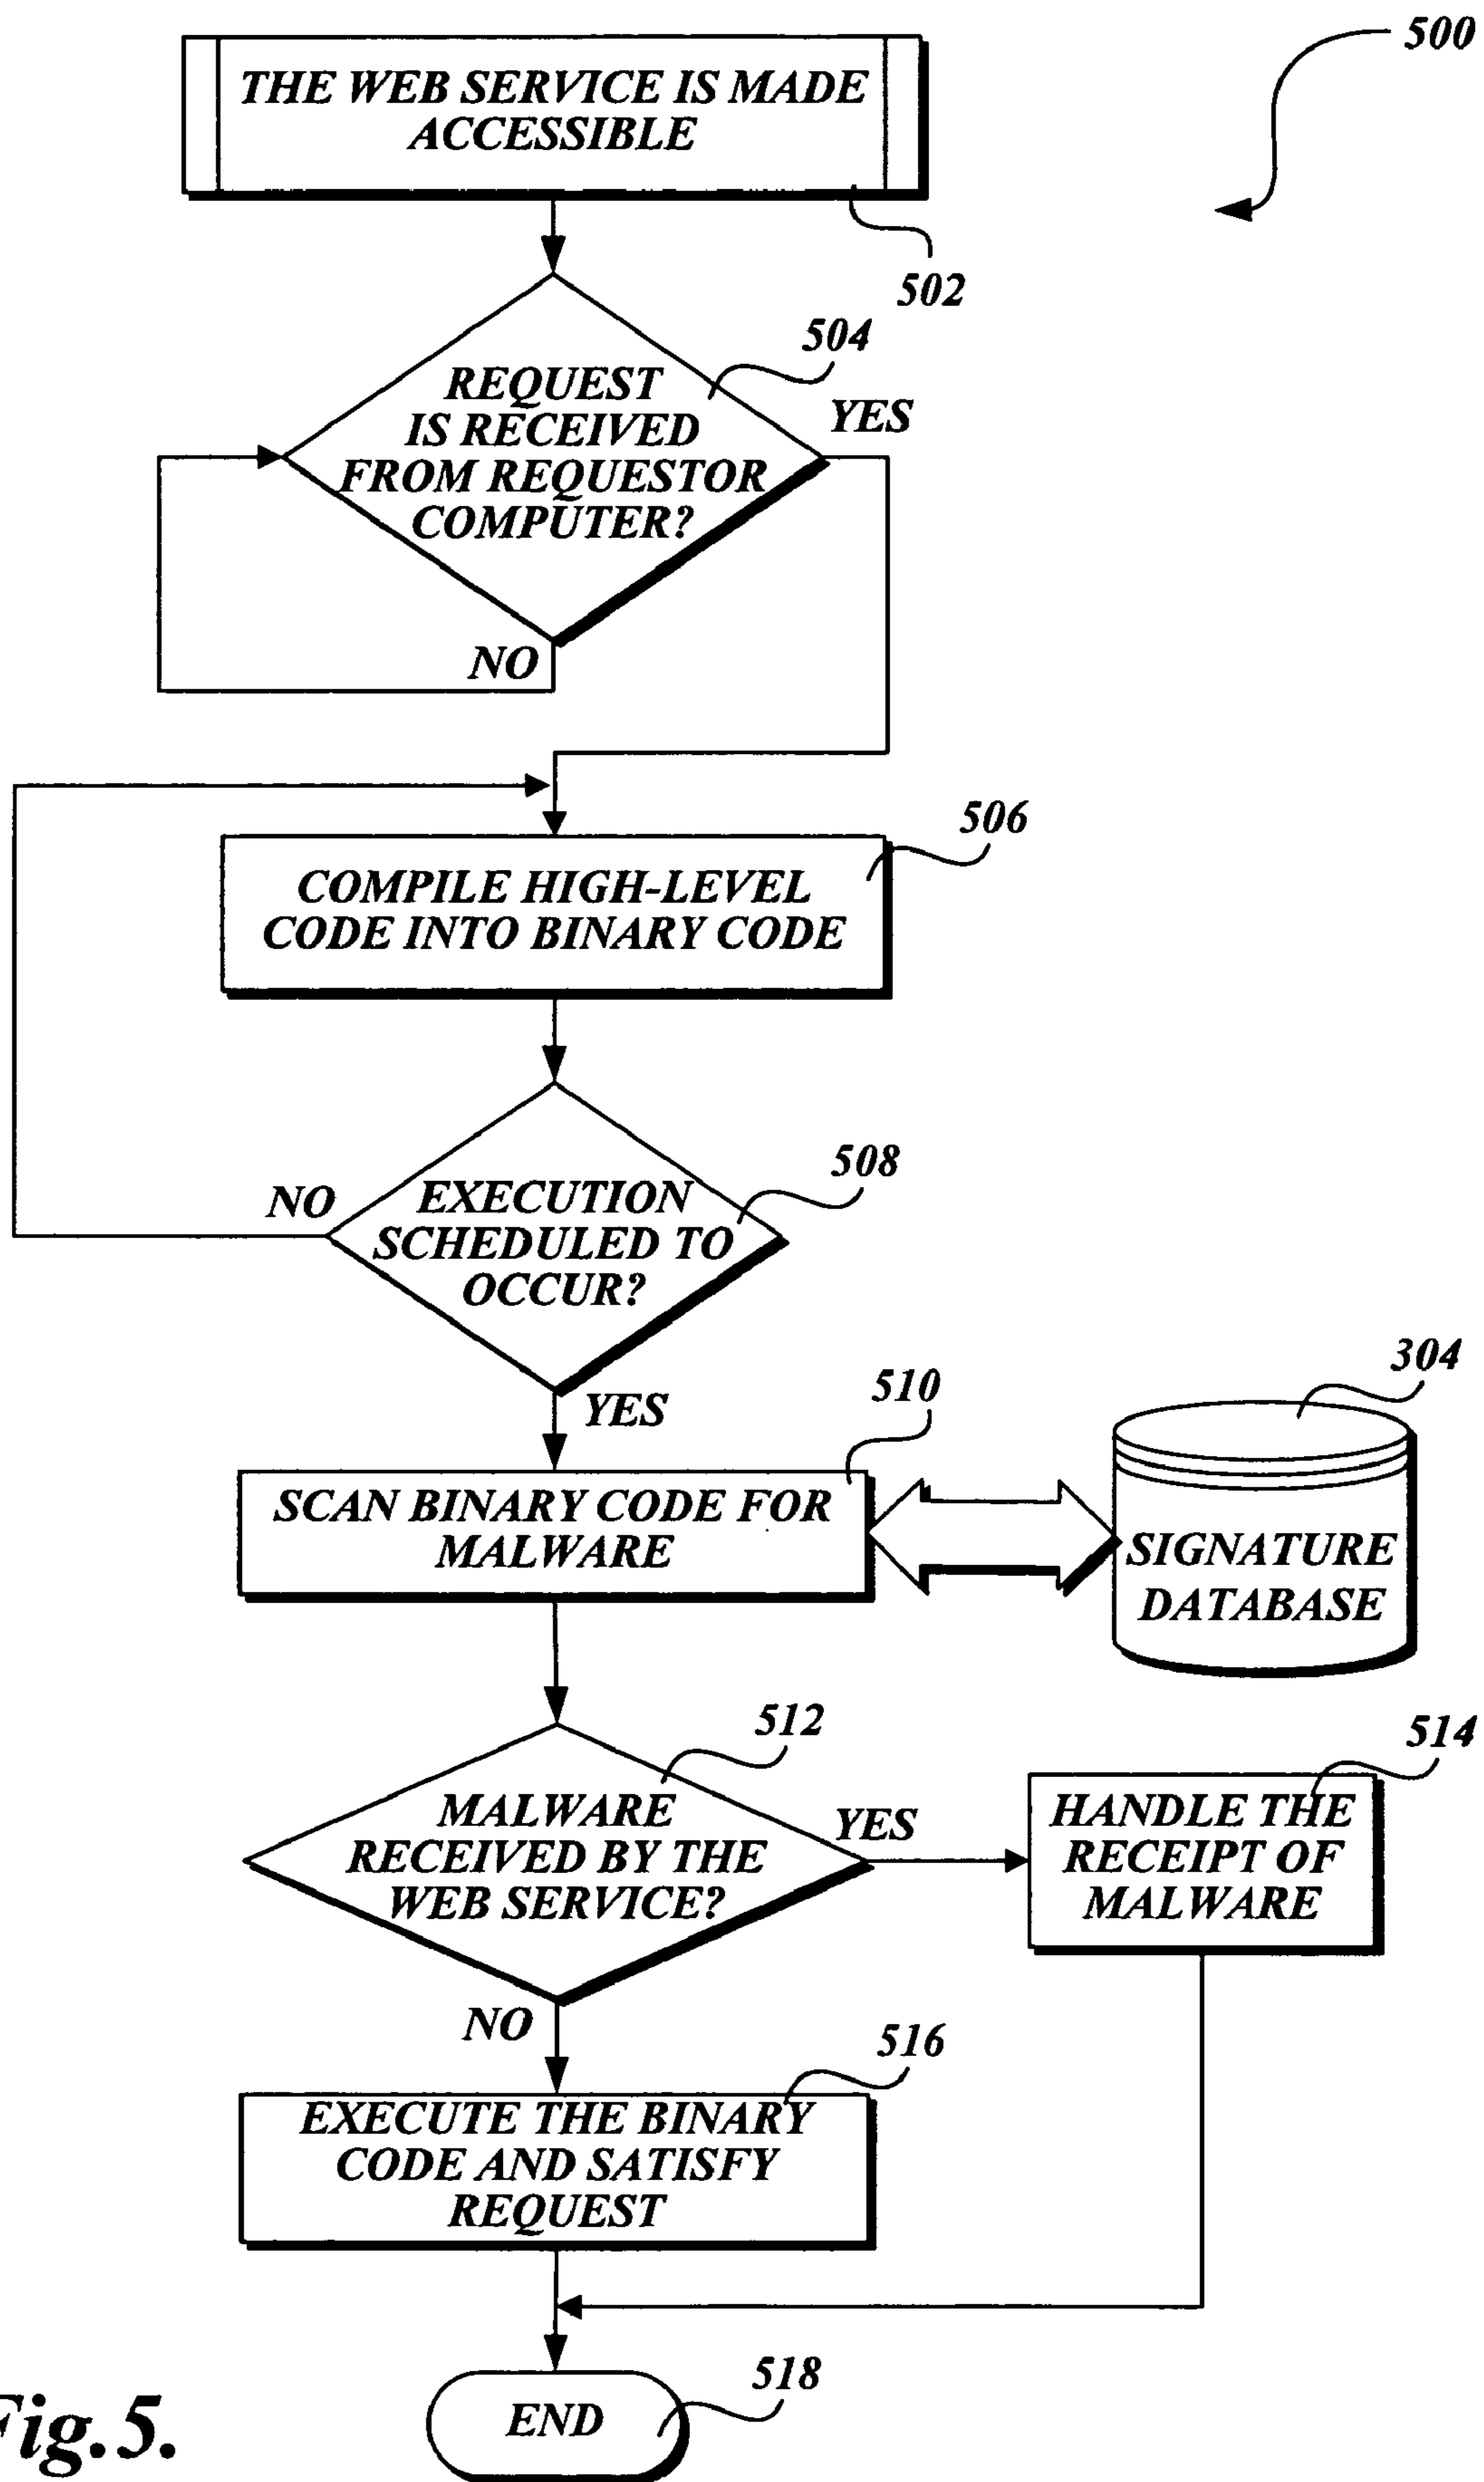 500
THE WEB SERVICE IS MADE
ACCESSIBLE
502
504
REQUEST
IS RECEIVED
FROM REQUESTOR
COMPUTER?
YES
NO
506
COMPILE HIGH-LEVEL
CODE INTO BINARY CODE
508
NO
EXECUTION
SCHEDULED TO
OCCUR?
YES
510
304
SCAN BINARY CODE FOR
MALWARE
SIGNATURE
DATABASE
512
514
MALWARE
RECEIVED BY THE
WEB SERVICE?
YES
HANDLE THE
RECEIPT OF
MALWARE
NO
516
EXECUTE THE BINARY
CODE AND SATISFY
REQUEST
518
END
Fig.5.